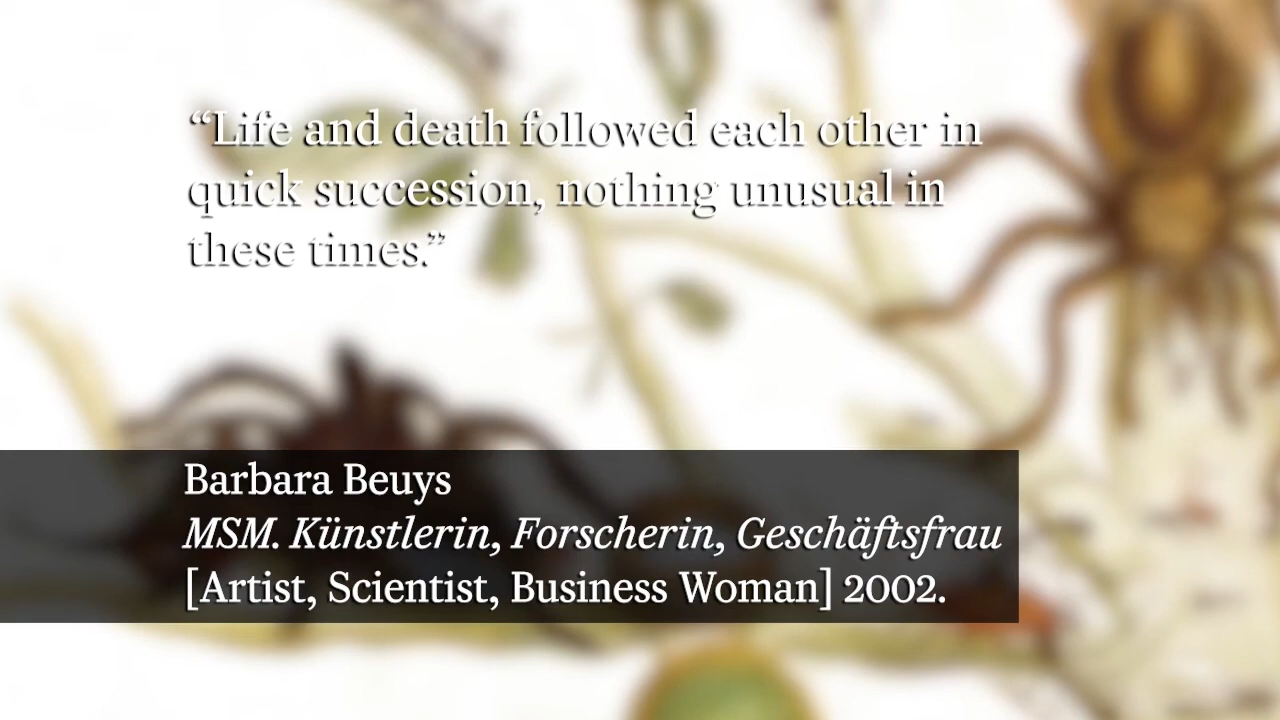 “Life and death followed each other in
quick succession, nothing unusual in
these times.”
Barbara Beuys
MSM. Künstlerin, Forscherin, Geschäftsfrau
[Artist, Scientist, Business Woman] 2002.